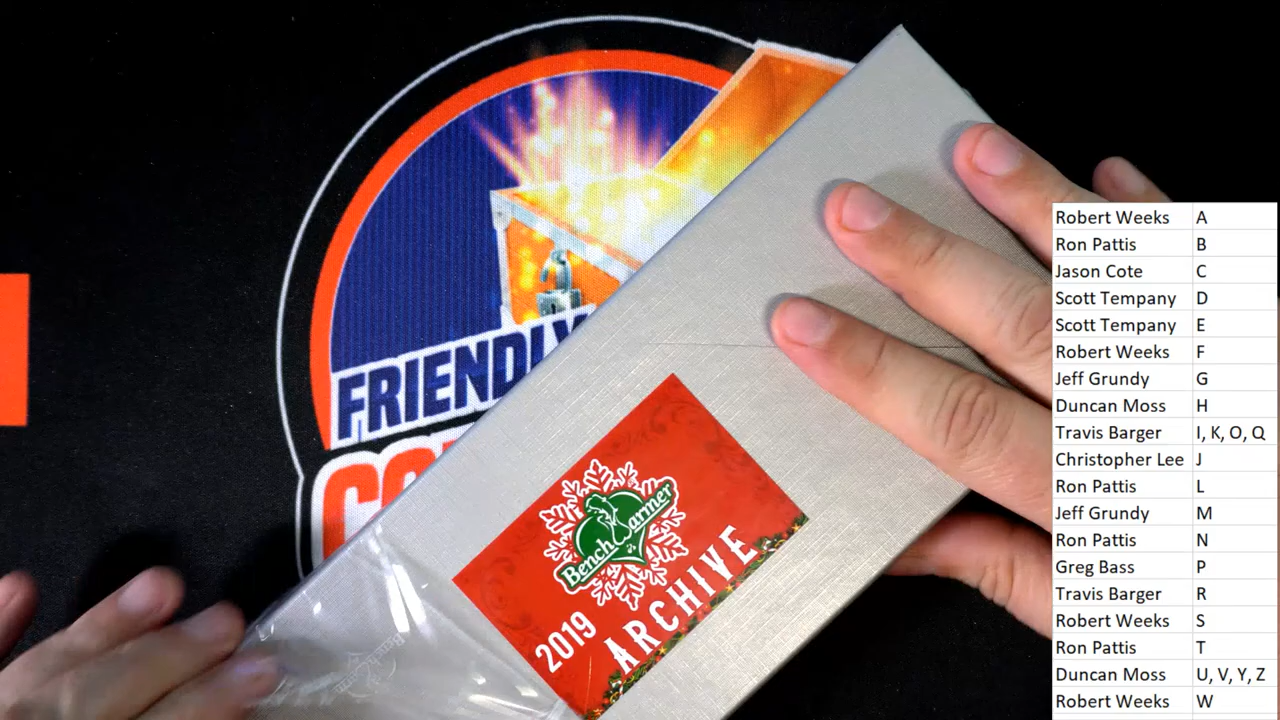 FRIENDLY
CO
Bench Warmer
2019
ARCHIVE
Robert Weeks A
Ron Pattis B
Jason Cote C
Scott Tempany D
Scott Tempany E
Robert Weeks F
Jeff Grundy G
Duncan Moss H
Travis Barger I, K, O, Q
Christopher Lee J
Ron Pattis L
Jeff Grundy M
Ron Pattis N
Greg Bass P
Travis Barger R
Robert Weeks S
Ron Pattis T
Duncan Moss U, V, Y, Z
Robert Weeks W